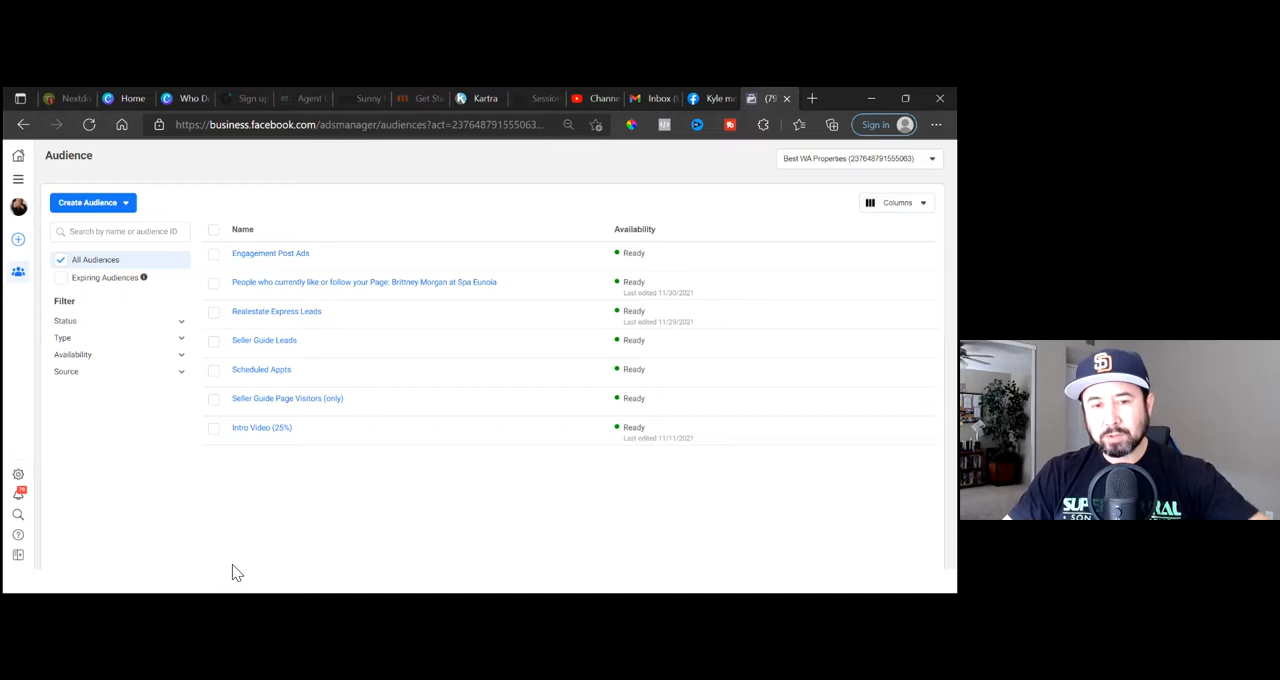 Nextdo
Home
Who D
Sign up
Agent (
Sunny
Get Sta
Kartra
Session
Channe
Inbox (
Kyle me
(79
https://business.facebook.com/adsmanager/audiences?act=237648791555063...
Sign in
Audience
Best WA Properties (237648791555063)
Create Audience
Columns
Search by name or audience ID
Name
Availability
All Audiences
Engagement Post Ads
Ready
Expiring Audiences
People who currently like or follow your Page: Brittney Morgan at Spa Eunoia
Ready
Last edited 11/30/2021
Filter
Realestate Express Leads
Ready
Last edited 11/29/2021
Status
Type
Seller Guide Leads
Ready
Availability
Scheduled Appts
Ready
Source
Seller Guide Page Visitors (only)
Ready
Intro Video (25%)
Ready
Last edited 11/11/2021
79
SD